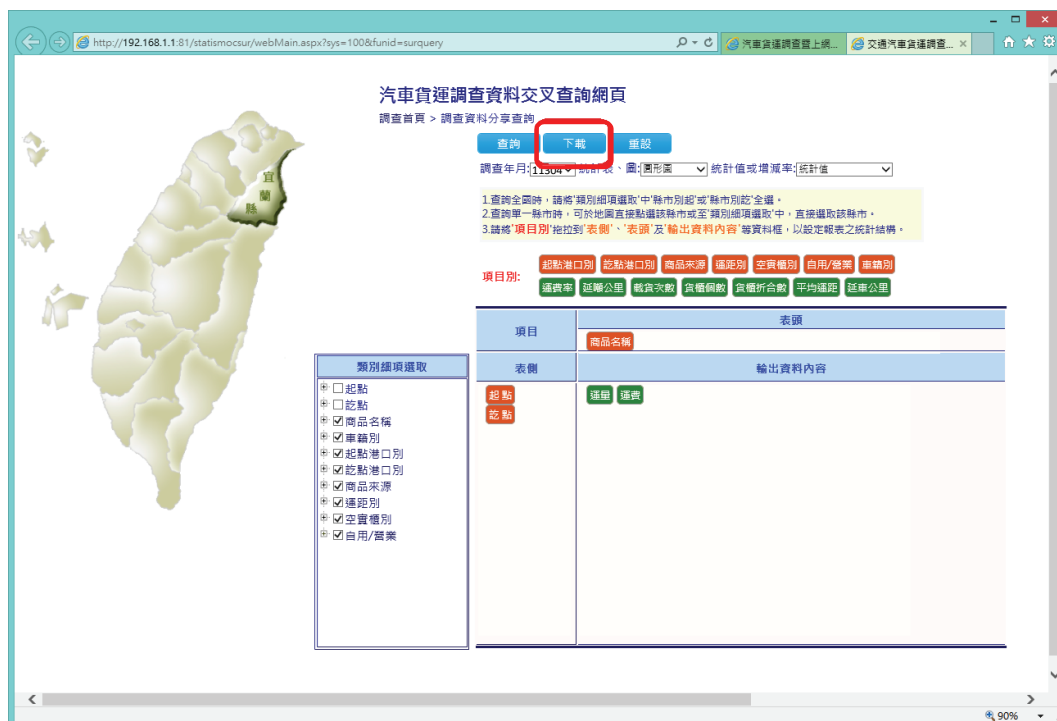 http://192.168.1.1:81/statismocsur/webMain.aspx?sys=100&funid=surquery
汽車貨運調查暨上網...
交通汽車貨運調查...
汽車貨運調查資料交叉查詢網頁
調查首頁 > 調查資料分享查詢
查詢 下載 重設
調查年月:11304 統計表、圖:圓形圖 統計值或增減率:統計值
1.查詢全國時，請將'類別細項選取'中'縣市別起'或'縣市別訖'全選。
2.查詢單一縣市時，可於地圖直接點選該縣市或至'類別細項選取'中，直接選取該縣市。
3.請將'項目別'拖拉到'表側'、'表頭'及'輸出資料內容'等資料框，以設定報表之統計結構。
宜蘭縣
項目別:
起點港口別 訖點港口別 商品來源 運距別 空實櫃別 自用/營業 車籍別
運費率 延噸公里 載貨次數 貨櫃個數 貨櫃折合數 平均運距 延車公里
項目
表頭
商品名稱
類別細項選取
表側
輸出資料內容
起點
訖點
運量 運費
起點
訖點
商品名稱
車籍別
起點港口別
訖點港口別
商品來源
運距別
空實櫃別
自用/營業
90%